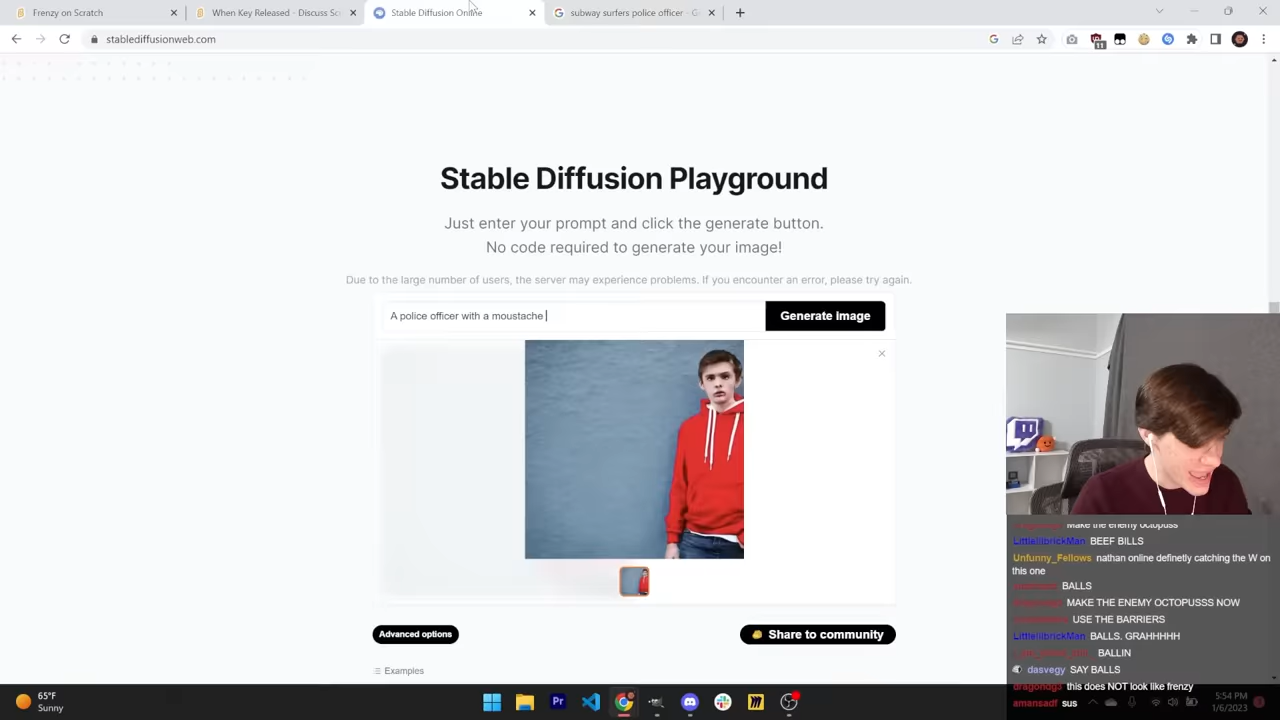 Frenzy on Scratch
When Key Released - Discuss Sc
Stable Diffusion Online
subway surfers police officer - G
stablediffusionweb.com
11
Stable Diffusion Playground
Just enter your prompt and click the generate button.
No code required to generate your image!
Due to the large number of users, the server may experience problems. If you encounter an error, please try again.
A police officer with a moustache
Generate Image
Advanced options
Share to community
Examples
Make the enemy octopuss
LittlelilbrickMan BEEF BILLS
Unfunny_Fellows nathan online definetly catching the W on
this one
BALLS
MAKE THE ENEMY OCTOPUSSS NOW
USE THE BARRIERS
LittlelilbrickMan BALLS. GRAHHHHH
BALLIN
dasvegy SAY BALLS
dragondg3 this does NOT look like frenzy
amansadf sus
65°F
Sunny
Pr
5:54 PM
1/6/2023